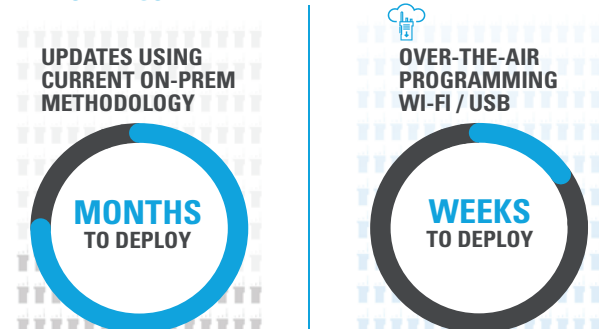 UPDATES USING
CURRENT ON-PREM
METHODOLOGY
MONTHS
TO DEPLOY
OVER-THE-AIR
PROGRAMMING
WI-FI / USB
WEEKS
TO DEPLOY